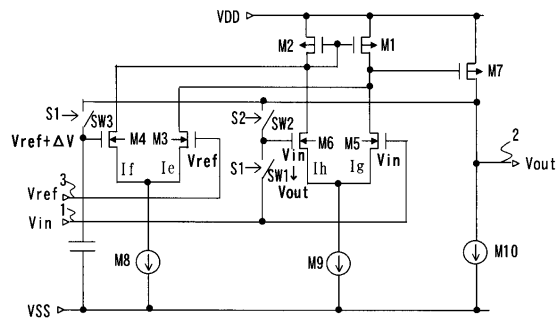 VDD
M2
M1
M7
S1→
SW3
S2→
SW2
M4
M3
M6
M5
Vref+ΔV
If
Ie
Vref
Vin
Ih
Ig
Vin
S1→
SW1
↓
Vout
2
Vout
3
Vref
1
Vin
M8
M9
M10
VSS